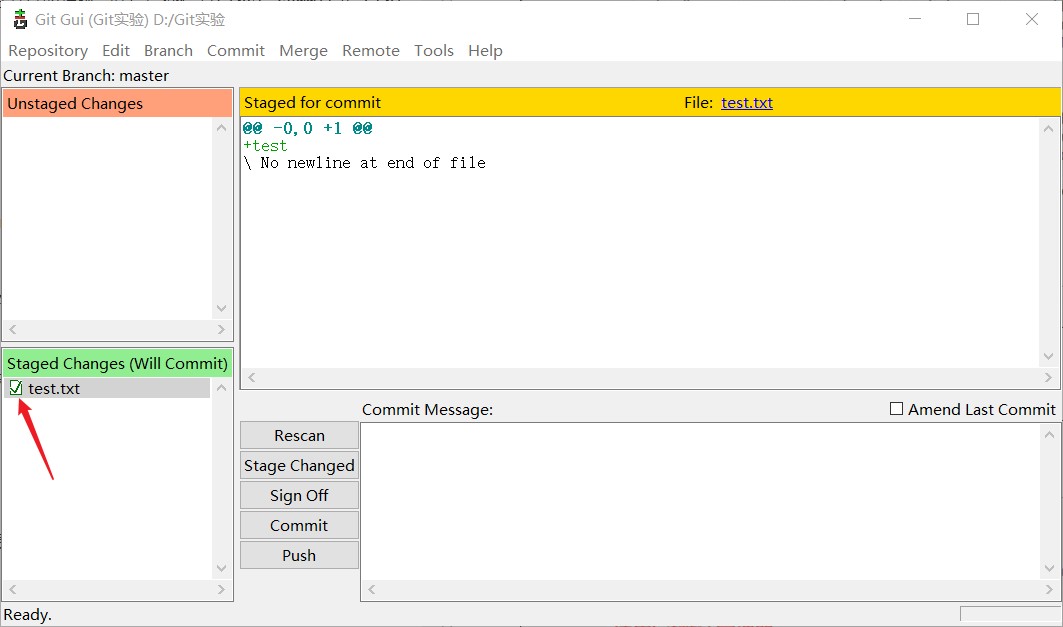 Git Gui (Git实验) D:/Git实验
Repository Edit Branch Commit Merge Remote Tools Help
Current Branch: master
Unstaged Changes
Staged for commit File: test.txt
@@ -0,0 +1 @@
+test
\ No newline at end of file
Staged Changes (Will Commit)
test.txt
Commit Message: Amend Last Commit
Rescan
Stage Changed
Sign Off
Commit
Push
Ready.